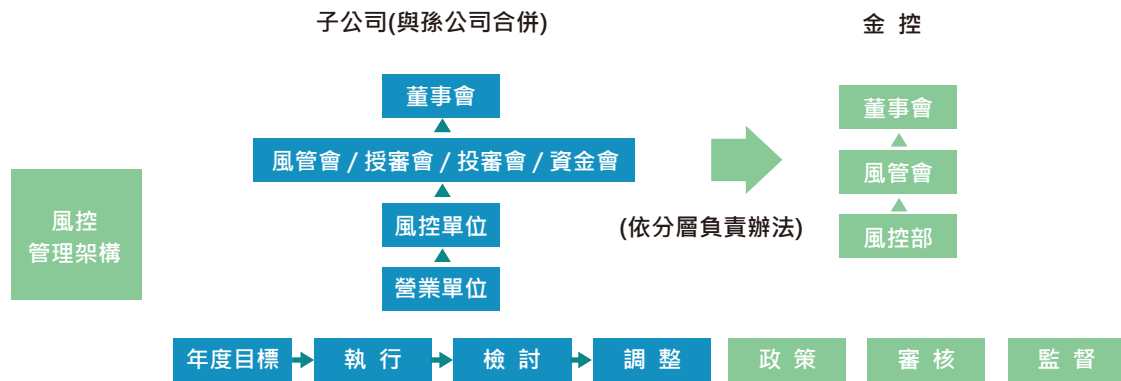 子公司(與孫公司合併)
金 控
董事會
風管會 / 授審會 / 投審會 / 資金會
風控單位
營業單位
(依分層負責辦法)
董事會
風管會
風控部
風控
管理架構
年度目標
執 行
檢 討
調 整
政 策
審 核
監 督